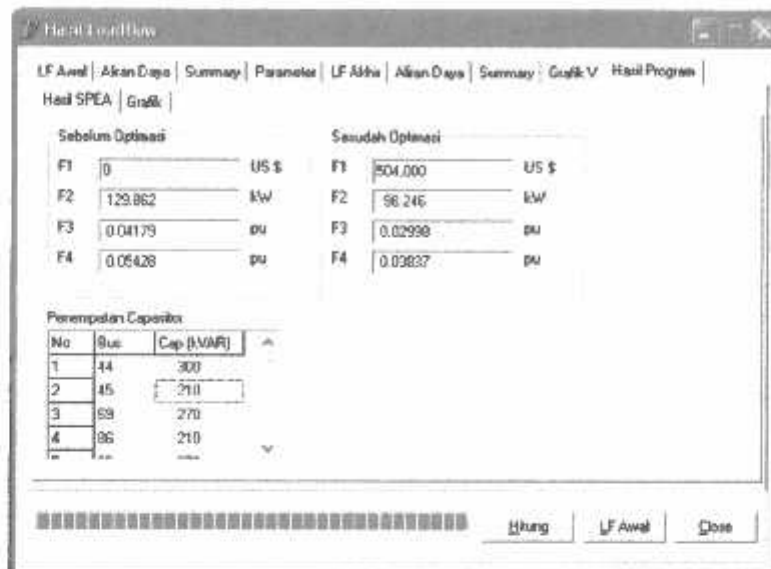 Hasil LoadFlow
LF Awal Aliran Daya Summary Parameter LF Akhir Aliran Daya Summary Grafik V Hasil Program
Hasil SPEA Grafik
Sebelum Optimasi Sesudah Optimasi
F1 0 US $ F1 504.000 US $
F2 129.862 kW F2 96.246 kW
F3 0.04179 pu F3 0.02998 pu
F4 0.05428 pu F4 0.03837 pu
Penempatan Capasitor
No Bus Cap (kVAR)
1 44 300
2 45 210
3 69 270
4 86 210
Hitung LF Awal Close